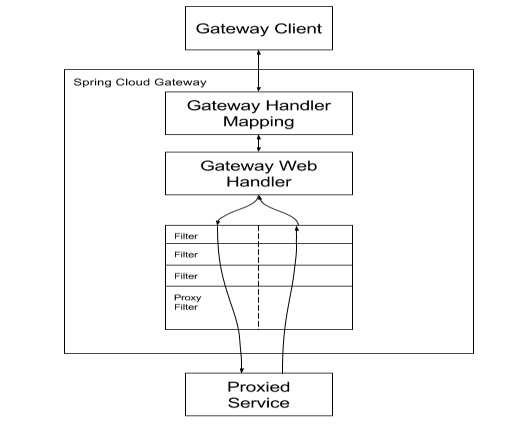 Gateway Client
Spring Cloud Gateway
Gateway Handler
Mapping
Gateway Web
Handler
Filter
Filter
Filter
Proxy
Filter
Proxied
Service